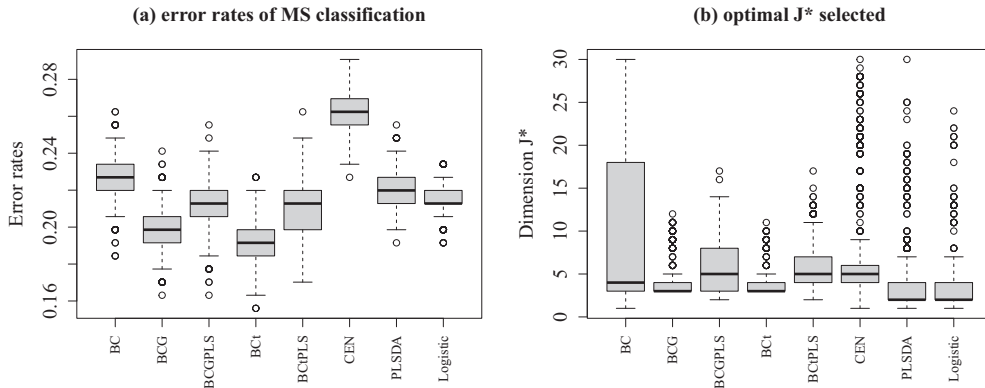 (a) error rates of MS classification
Error rates
0.28
0.24
0.20
0.16
BC
BCG
BCGPLS
BCt
BCtPLS
CEN
PLSDA
Logistic
(b) optimal J* selected
Dimension J*
30
25
20
15
10
5
0
BC
BCG
BCGPLS
BCt
BCtPLS
CEN
PLSDA
Logistic